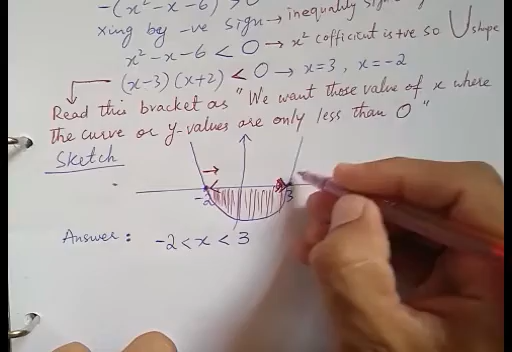 -(x² - x - 6) > 0
xing by -ve sign → inequality sign
x² - x - 6 < 0 → x² cofficient is +ve so U shape
(x-3) (x+2) < 0 → x = 3 , x = -2
Read this bracket as "We want those value of x where
the curve or y-values are only less than 0"
Sketch
-2 3
Answer : -2 < x < 3